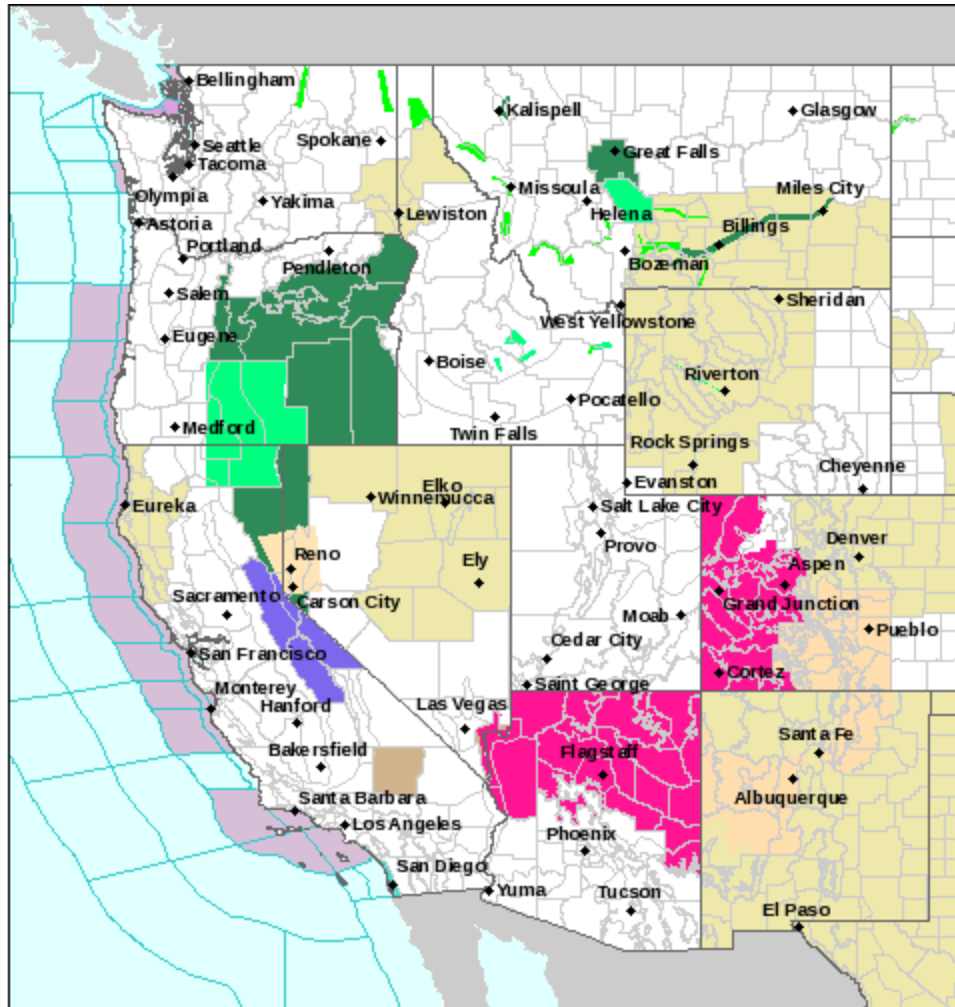 Bellingham
Kalispell
Glasgow
Seattle
Spokane
Great Falls
Tacoma
Olympia
Missoula
Miles City
Yakima
Helena
Lewiston
Astoria
Billings
Portland
Pendleton
Bozeman
Salem
Sheridan
West Yellowstone
Eugene
Boise
Riverton
Pocatello
Medford
Twin Falls
Rock Springs
Cheyenne
Elko
Evanston
Winnemucca
Eureka
Salt Lake City
Provo
Denver
Reno
Ely
Aspen
Sacramento
Carson City
Grand Junction
Moab
Pueblo
Cedar City
San Francisco
Cortez
Saint George
Monterey
Hanford
Las Vegas
Santa Fe
Bakersfield
Flagstaff
Albuquerque
Santa Barbara
Los Angeles
Phoenix
San Diego
Yuma
Tucson
El Paso